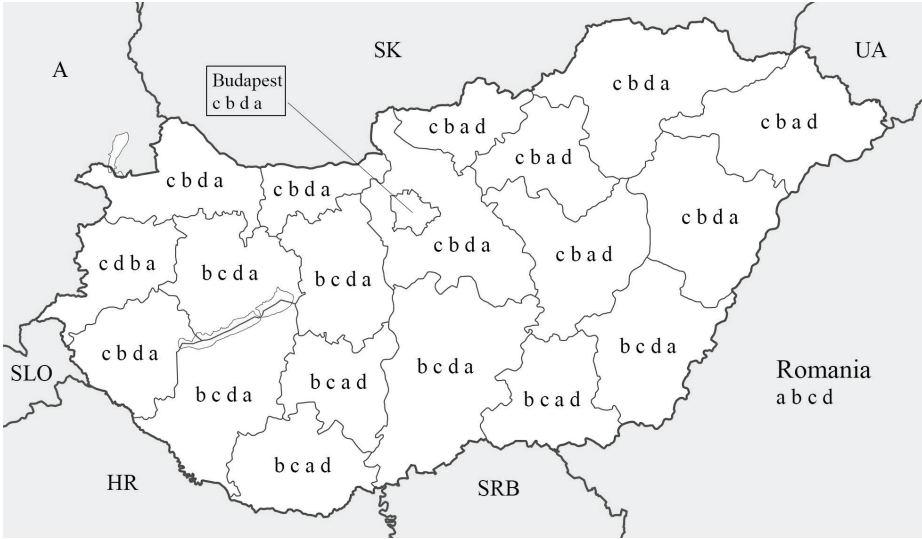 SK
UA
A
Budapest
c b d a
c b d a
c b a d
c b a d
c b a d
c b d a
c b d a
c b d a
c b d a
c b a d
c d b a
b c d a
b c d a
c b d a
b c d a
b c d a
SLO
b c a d
Romania
a b c d
b c d a
b c a d
b c a d
HR
SRB